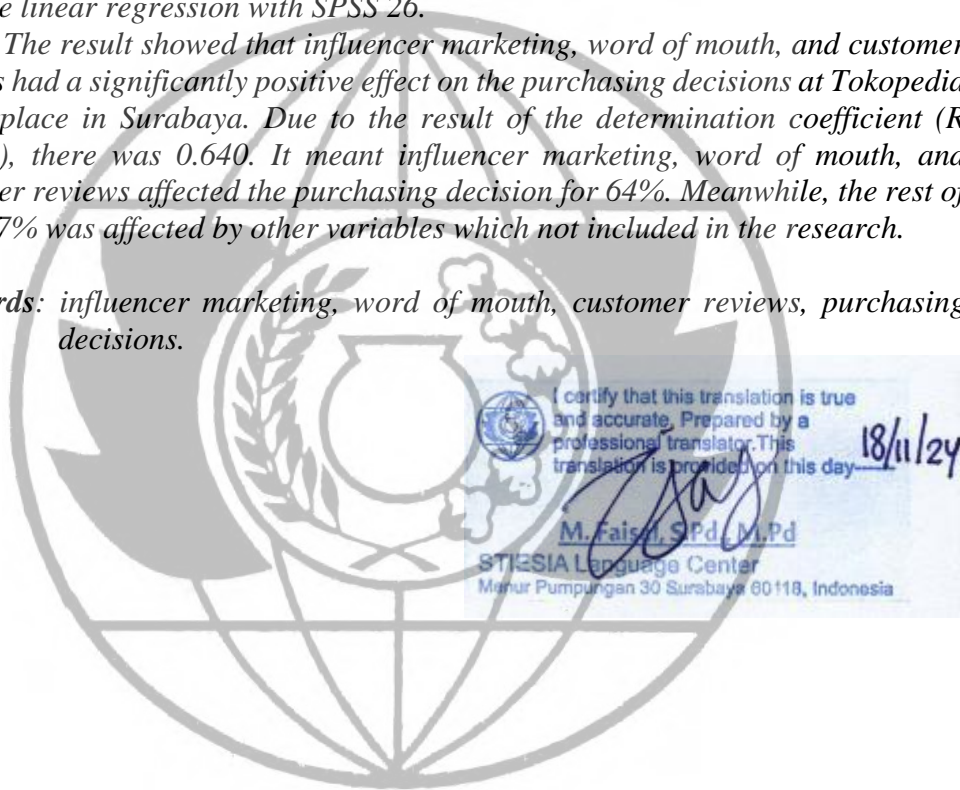 e linear regression with SPSS 26.
The result showed that influencer marketing, word of mouth, and customer
s had a significantly positive effect on the purchasing decisions at Tokopedia
place in Surabaya. Due to the result of the determination coefficient (R
), there was 0.640. It meant influencer marketing, word of mouth, and
er reviews affected the purchasing decision for 64%. Meanwhile, the rest of
7% was affected by other variables which not included in the research.
rds: influencer marketing, word of mouth, customer reviews, purchasing
decisions.
I certify that this translation is true
and accurate, Prepared by a
professional translator. This
translation is provided on this day 18/11/24
M. Faisal, S.Pd., M.Pd
STIESIA Language Center
Menur Pumpungan 30 Surabaya 60118, Indonesia